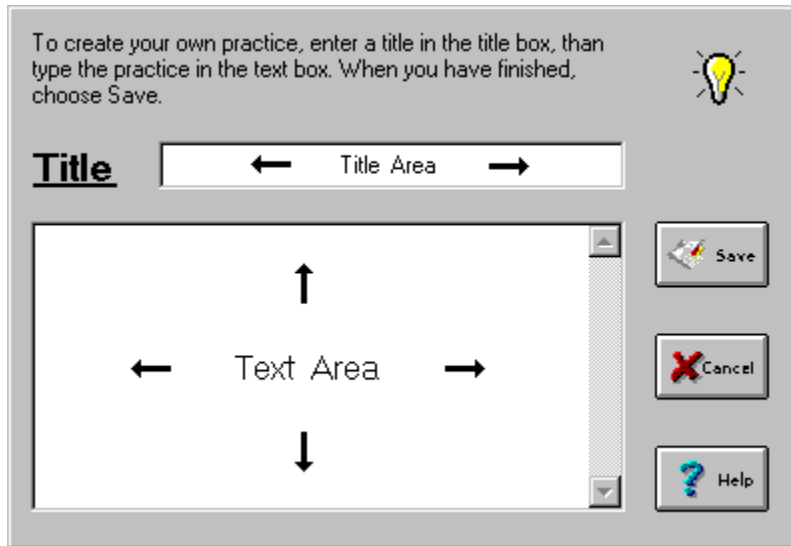 To create your own practice, enter a title in the title box, than
type the practice in the text box. When you have finished,
choose Save.
Title
Title Area
Text Area
Save
Cancel
Help